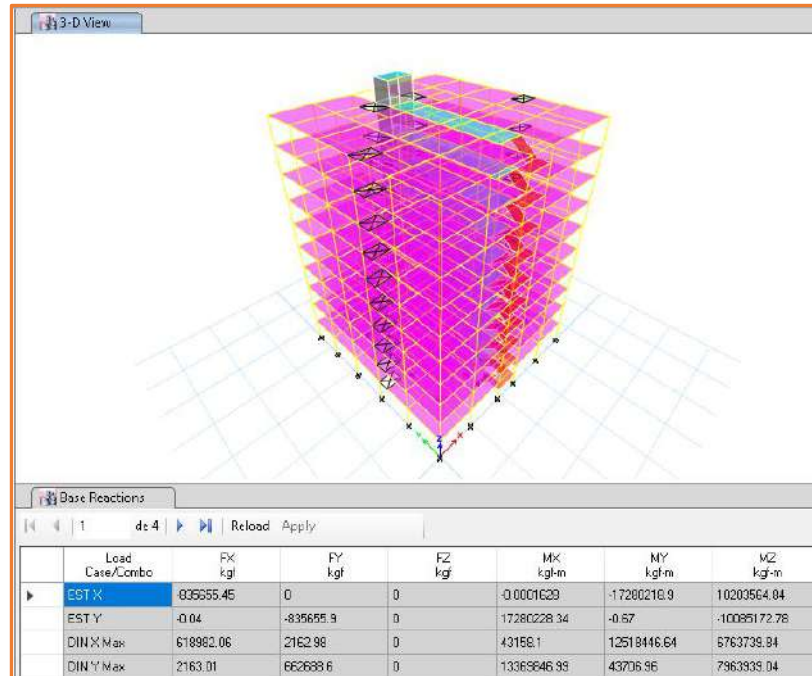 3-D View
Z
Base Reactions
1 de 4 Reload Apply
Load Case/Combo FX kgf FY kgf FZ kgf MX kgf-m MY kgf-m MZ kgf-m
EST X -835655.45 0 0 -0.0001628 -17280218.9 10203564.84
EST Y -0.04 -835655.9 0 17280228.34 -0.67 -10085172.78
DIN X Max 618982.06 2162.98 0 43158.1 12518446.64 6763739.84
DIN Y Max 2163.01 662688.6 0 13369846.99 43706.96 7963939.04